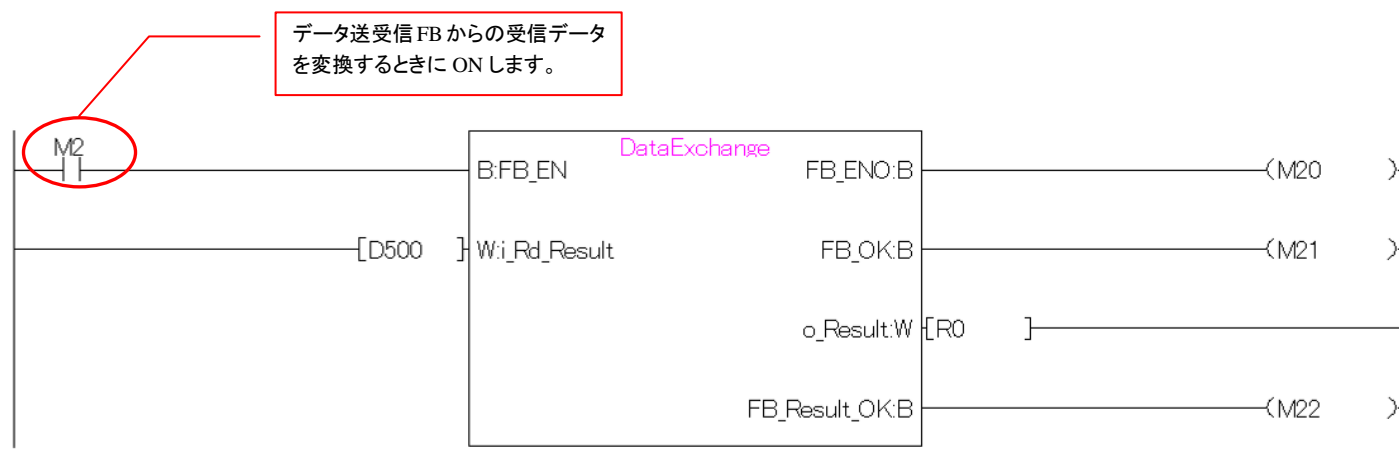 データ送受信 FB からの受信データ
を変換するときに ON します。
M2
DataExchange
B:FB_EN
FB_ENO:B
(M20 )
[D500 ]
W:i_Rd_Result
FB_OK:B
(M21 )
o_Result:W
[R0 ]
FB_Result_OK:B
(M22 )